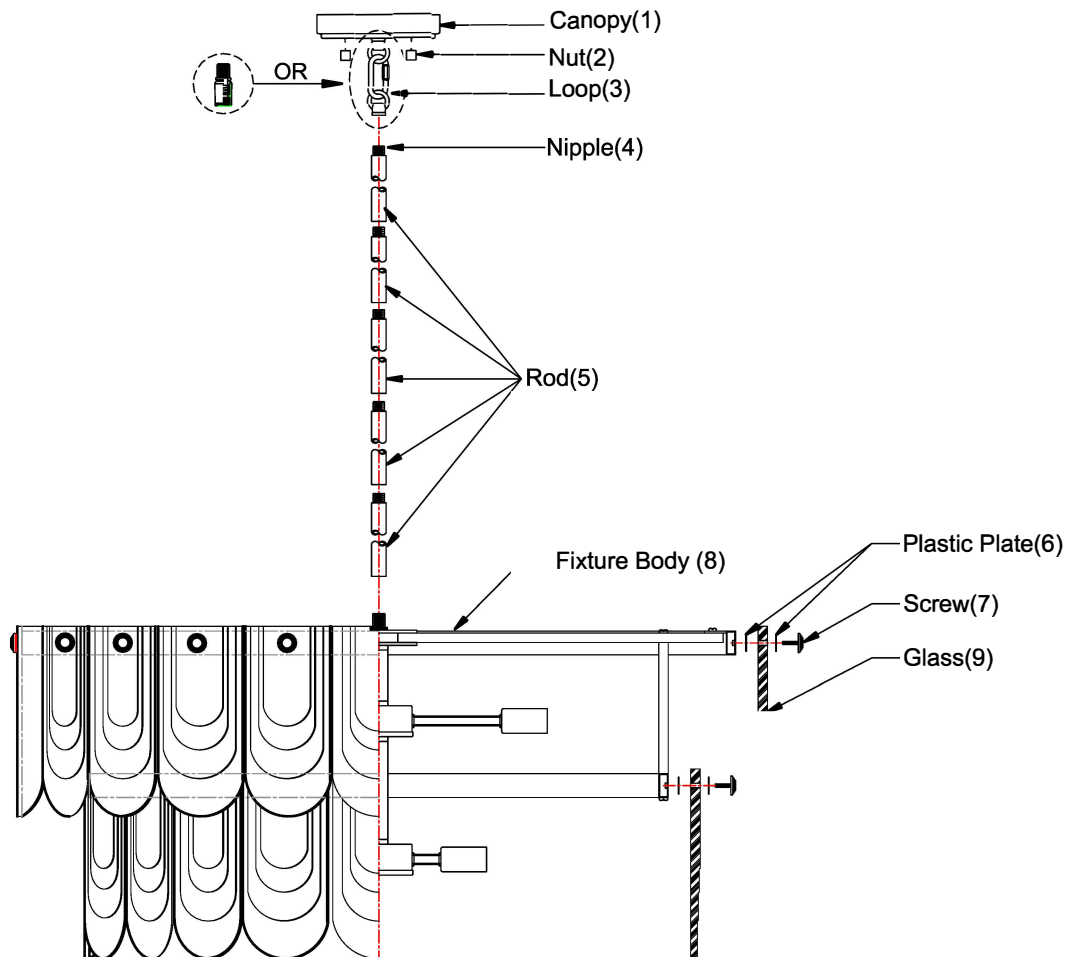 Canopy(1)
Nut(2)
OR
Loop(3)
Nipple(4)
Rod(5)
Fixture Body (8)
Plastic Plate(6)
Screw(7)
Glass(9)